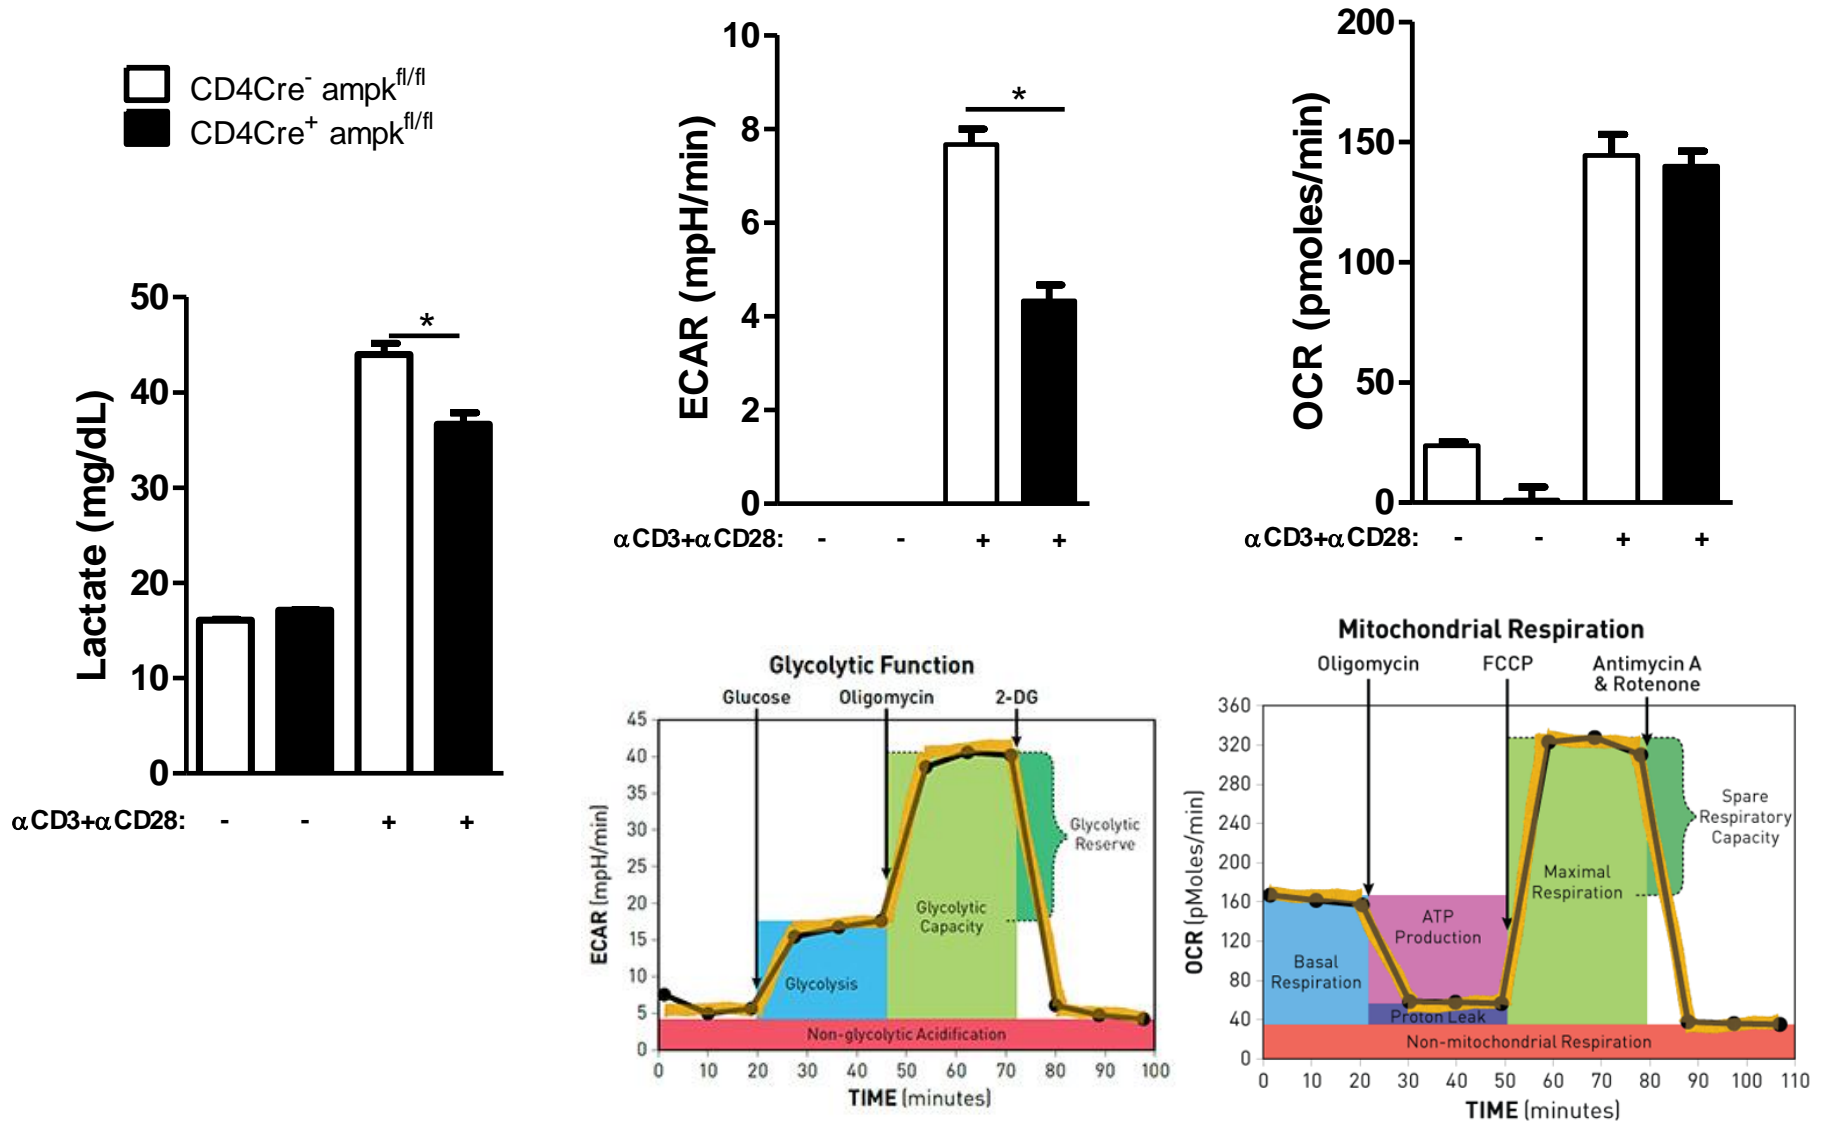 CD4Cre⁻ ampk^fl/fl
CD4Cre⁺ ampk^fl/fl
Lactate (mg/dL)
50
40
30
20
10
0
αCD3+αCD28: - - + +
*
ECAR (mpH/min)
10
8
6
4
2
0
αCD3+αCD28: - - + +
*
OCR (pmoles/min)
200
150
100
50
0
αCD3+αCD28: - - + +
Glycolytic Function
Glucose Oligomycin 2-DG
ECAR (mpH/min)
45
40
35
30
25
20
15
10
5
0
Glycolysis
Glycolytic
Capacity
Glycolytic
Reserve
Non-glycolytic Acidification
0 10 20 30 40 50 60 70 80 90 100
TIME (minutes)
Mitochondrial Respiration
Oligomycin FCCP Antimycin A
& Rotenone
OCR (pMoles/min)
360
320
280
240
200
160
120
80
40
0
Basal
Respiration
ATP
Production
Proton Leak
Maximal
Respiration
Spare
Respiratory
Capacity
Non-mitochondrial Respiration
0 10 20 30 40 50 60 70 80 90 100 110
TIME (minutes)